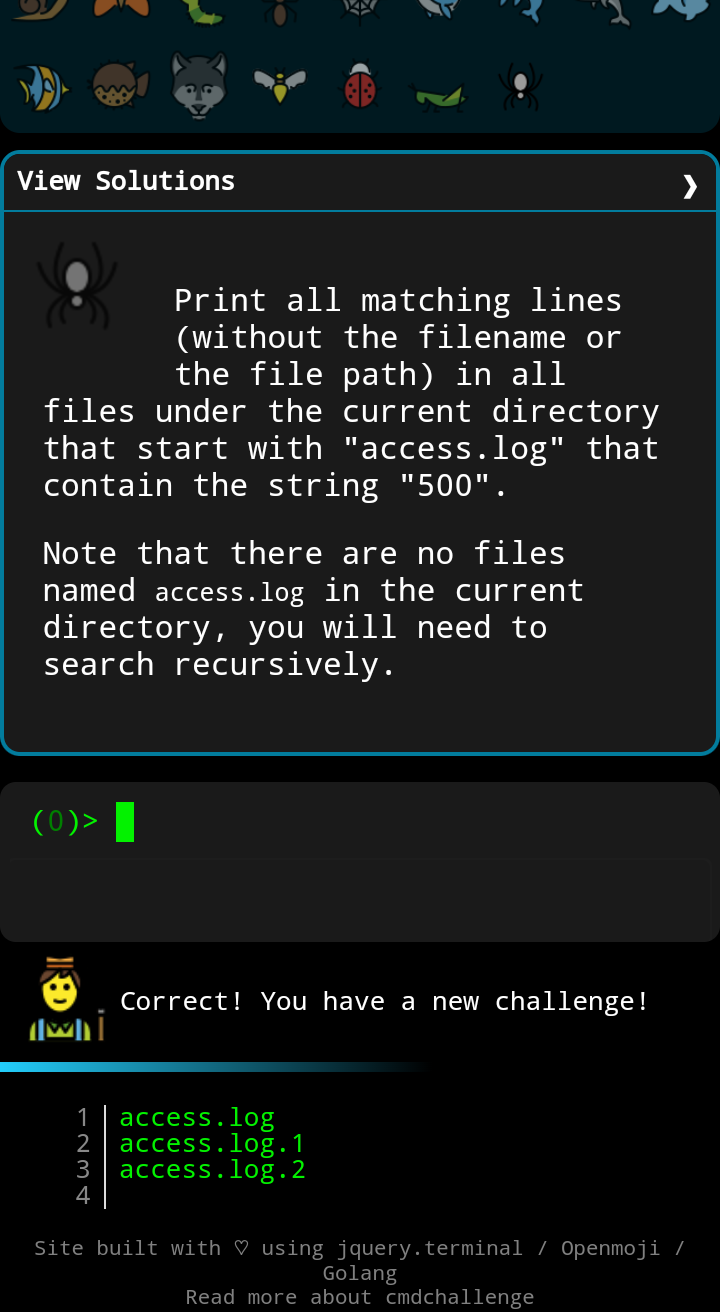 View Solutions ❯
Print all matching lines
(without the filename or
the file path) in all
files under the current directory
that start with "access.log" that
contain the string "500".
Note that there are no files
named access.log in the current
directory, you will need to
search recursively.
(0)>
Correct! You have a new challenge!
1 access.log
2 access.log.1
3 access.log.2
4
Site built with ♡ using jquery.terminal / Openmoji /
Golang
Read more about cmdchallenge